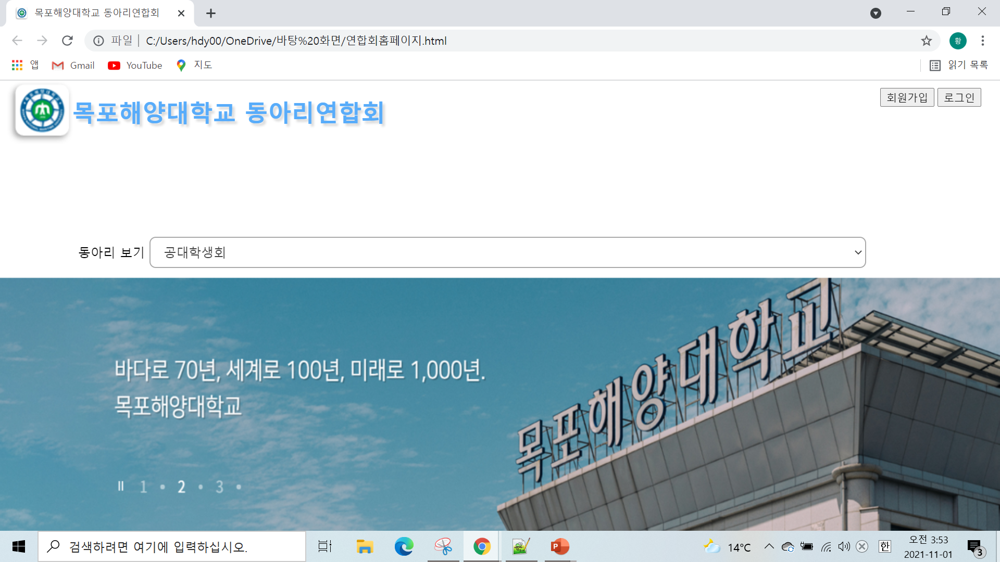 목포해양대학교 동아리연합회
파일 C:/Users/hdy00/OneDrive/바탕%20화면/연합회홈페이지.html
황
앱 Gmail YouTube 지도 읽기 목록
목포해양대학교 동아리연합회
회원가입 로그인
동아리 보기 공대학생회
바다로 70년, 세계로 100년, 미래로 1,000년.
목포해양대학교
1 • 2 • 3 •
목포해양대학교
검색하려면 여기에 입력하십시오.
14°C
한
오전 3:53
2021-11-01
3